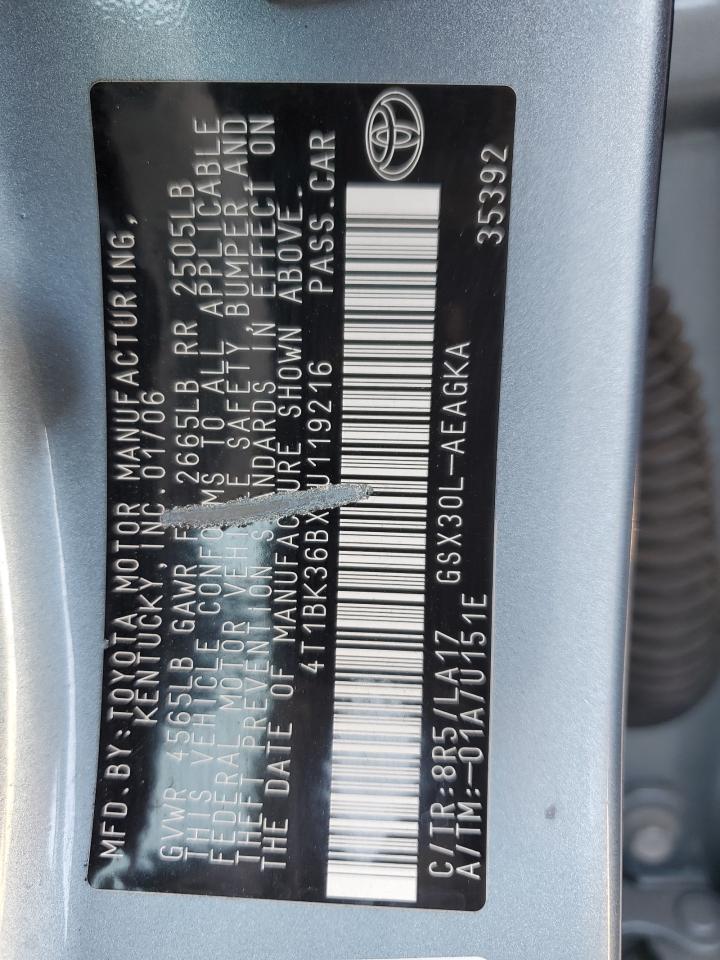 MFD.BY:TOYOTA MOTOR MANUFACTURING,
KENTUCKY, INC. 01/06
GVWR 4565LB GAWR 2665LB RR 2505LB
THIS VEHICLE CONFORMS TO ALL APPLICABLE
FEDERAL MOTOR VEHICLE SAFETY, BUMPER AND
THEFT PREVENTION STANDARDS IN EFFECT ON
THE DATE OF MANUFACTURE SHOWN ABOVE.
4T1BK36BX U119216 PASS.CAR
C/TR:8R5/LA17 GSX30L-AEAGKA
A/TM:-01A/U151E 35392